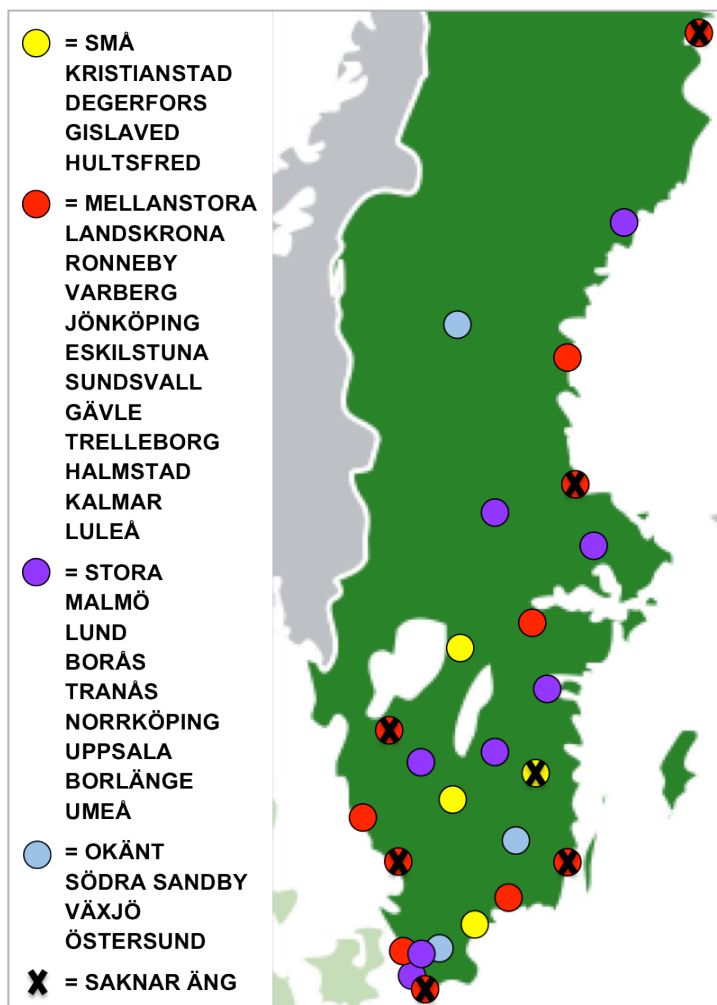 = SMÅ
KRISTIANSTAD
DEGERFORS
GISLAVED
HULTSFRED
= MELLANSTORA
LANDSKRONA
RONNEBY
VARBERG
JÖNKÖPING
ESKILSTUNA
SUNDSVALL
GÄVLE
TRELLEBORG
HALMSTAD
KALMAR
LULEÅ
= STORA
MALMÖ
LUND
BORÅS
TRANÅS
NORRKÖPING
UPPSALA
BORLÄNGE
UMEÅ
= OKÄNT
SÖDRA SANDBY
VÄXJÖ
ÖSTERSUND
= SAKNAR ÄNG